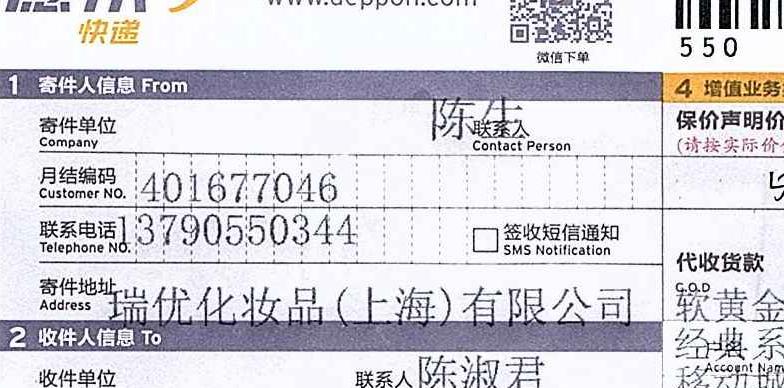 www.deppon.com
快递
微信下单
550
1 寄件人信息 From
4 增值业务
寄件单位
Company
陈生
联系人
Contact Person
保价声明价
(请按实际价
月结编码
Customer NO.
401677046
联系电话
Telephone NO.
13790550344
签收短信通知
SMS Notification
代收货款
C.O.D
寄件地址
Address
瑞优化妆品(上海)有限公司
软黄金
2 收件人信息 To
经典系
Account Nam
收件单位
联系人
陈淑君